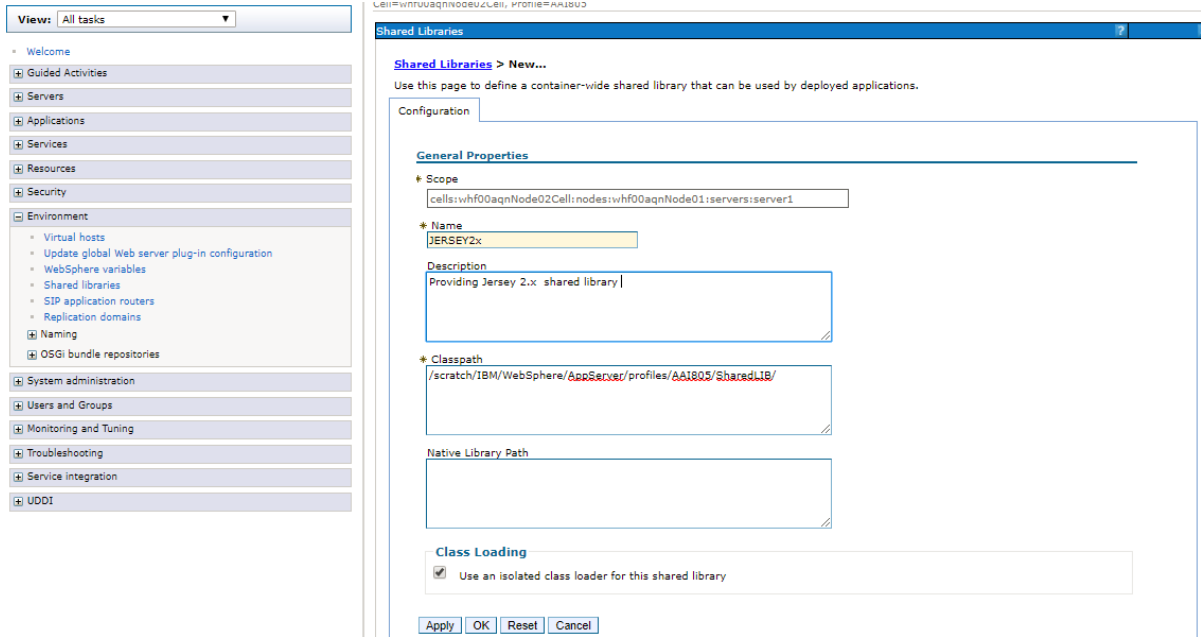 Cell=whf00aqnNode02Cell, Profile=AAI805
View: All tasks
Welcome
Guided Activities
Servers
Applications
Services
Resources
Security
Environment
Virtual hosts
Update global Web server plug-in configuration
WebSphere variables
Shared libraries
SIP application routers
Replication domains
Naming
OSGi bundle repositories
System administration
Users and Groups
Monitoring and Tuning
Troubleshooting
Service integration
UDDI
Shared Libraries ?
Shared Libraries > New...
Use this page to define a container-wide shared library that can be used by deployed applications.
Configuration
General Properties
* Scope
cells:whf00aqnNode02Cell:nodes:whf00aqnNode01:servers:server1
* Name
JERSEY2x
Description
Providing Jersey 2.x shared library
* Classpath
/scratch/IBM/WebSphere/AppServer/profiles/AAI805/SharedLIB/
Native Library Path
Class Loading
Use an isolated class loader for this shared library
Apply OK Reset Cancel